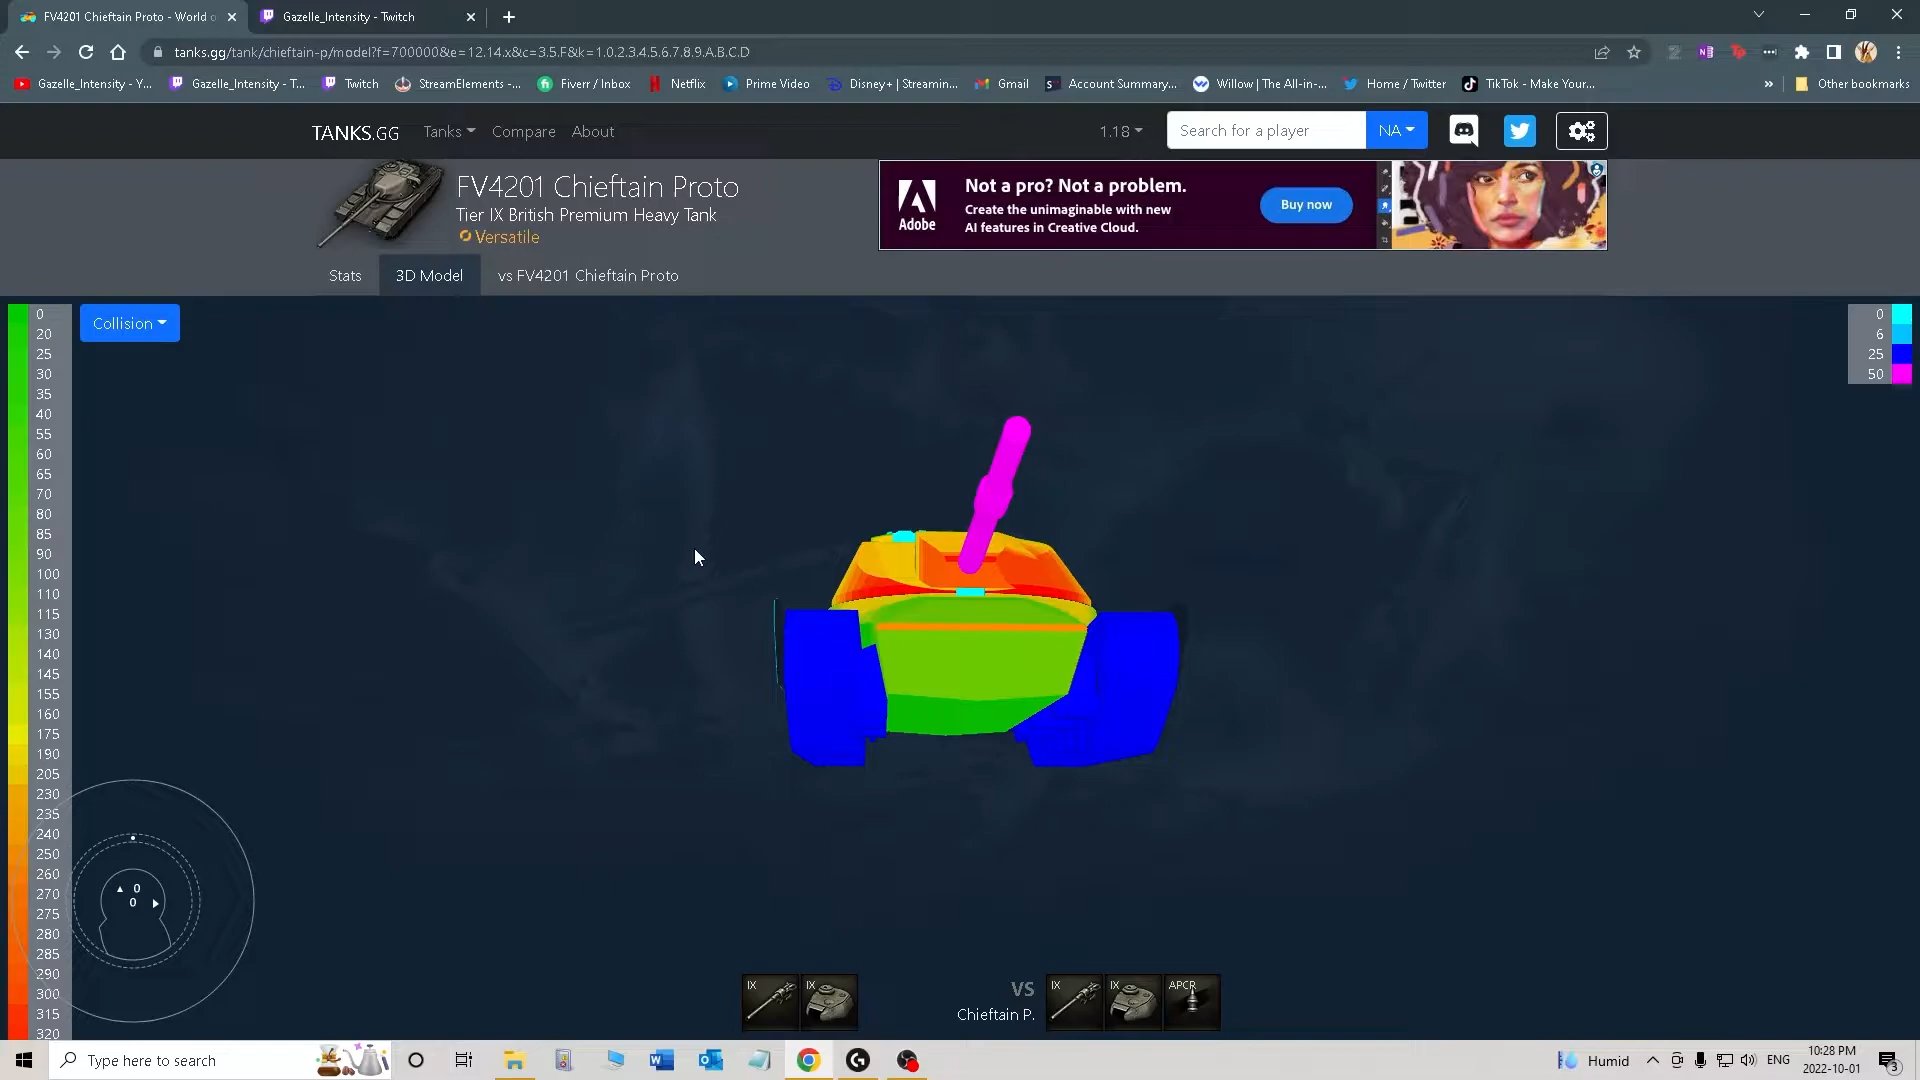 FV4201 Chieftain Proto - World o
Gazelle_Intensity - Twitch
tanks.gg/tank/chieftain-p/model?f=700000&e=12.14.x&c=3.5.F&k=1.0.2.3.4.5.6.7.8.9.A.B.C.D
Gazelle_Intensity - Y...
Gazelle_Intensity - T...
Twitch
StreamElements -...
Fiverr / Inbox
Netflix
Prime Video
Disney+ | Streamin...
Gmail
Account Summary...
Willow | The All-in-...
Home / Twitter
TikTok - Make Your...
»
Other bookmarks
TANKS.GG
Tanks
Compare
About
1.18
Search for a player
NA
FV4201 Chieftain Proto
Tier IX British Premium Heavy Tank
Versatile
Adobe
Not a pro? Not a problem.
Create the unimaginable with new
AI features in Creative Cloud.
Buy now
Stats
3D Model
vs FV4201 Chieftain Proto
Collision
0
20
25
30
35
40
55
60
65
70
80
85
90
100
110
115
130
140
145
155
160
175
190
205
230
235
240
250
260
270
275
280
285
290
300
315
320
0
6
25
50
0
0
IX
IX
VS
Chieftain P.
IX
IX
APCR
Type here to search
Humid
ENG
10:28 PM
2022-10-01
3